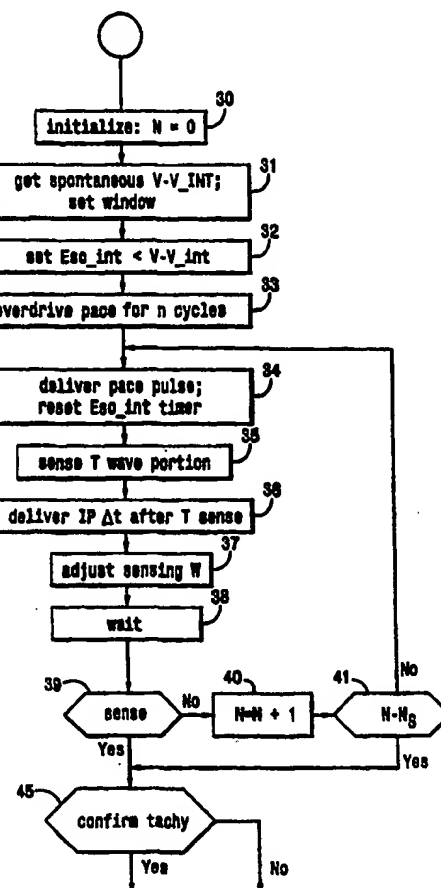 30
initialize: N = 0
31
get spontaneous V-V_INT;
set window
32
set Esc_int < V-V_int
33
overdrive pace for n cycles
34
deliver pace pulse;
reset Esc_int timer
35
sense T wave portion
36
deliver IP Δt after T sense
37
adjust sensing W
38
wait
39
sense
No
40
N=N + 1
41
N-NS
No
Yes
Yes
45
confirm tachy
Yes
No